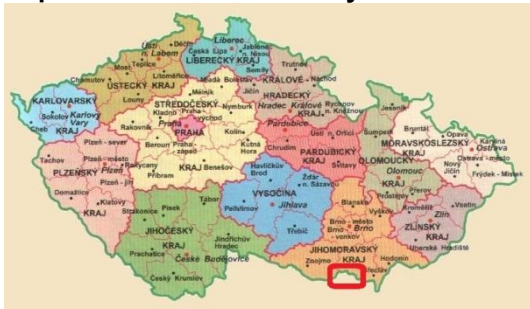 Liberec
Ústí
n. Labem
Děčín
Česká Lípa
Jablonec
n. Nisou
LIBERECKÝ KRAJ
Semily
Trutnov
Most
Teplice
Chomutov
Litoměřice
ÚSTECKÝ KRAJ
Louny
Mladá Boleslav
Jičín
Náchod
KRÁLOVÉ-
HRADECKÝ
KRAJ
Hradec Králové
Rychnov
n. Kněžnou
KARLOVARSKÝ
Sokolov
Karlovy
Vary
Cheb
KRAJ
Mělník
STŘEDOČESKÝ
Nymburk
Kladno
Praha-
východ
Praha
PRAHA
Rakovník
Beroun
Kolín
Kutná
Hora
KRAJ
Benešov
Příbram
Pardubice
Ústí n. Orlicí
Chrudim
PARDUBICKÝ
KRAJ
Svitavy
Jeseník
Šumperk
Bruntál
Opava
Karviná
Ostrava
MORAVSKOSLEZSKÝ
Ostrava - město
KRAJ
Nový
Jičín
Frýdek - Místek
OLOMOUCKÝ
Olomouc
KRAJ
Prostějov
Přerov
Tachov
Plzeň - sever
Plzeň - město
Rokycany
PLZEŇSKÝ
Plzeň
Plzeň - jih
Domažlice
Klatovy
KRAJ
Havlíčkův
Brod
Žďár
n. Sázavou
VYSOČINA
Pelhřimov
Jihlava
Třebíč
Strakonice
Písek
Tábor
JIHOČESKÝ
Jindřichův
Hradec
KRAJ
Prachatice
České Budějovice
Český Krumlov
Blansko
Vyškov
Brno - město
Brno
Brno -
venkov
JIHOMORAVSKÝ
KRAJ
Znojmo
Hodonín
Břeclav
Kroměříž
Vsetín
Zlín
ZLÍNSKÝ
KRAJ
Uherské Hradiště